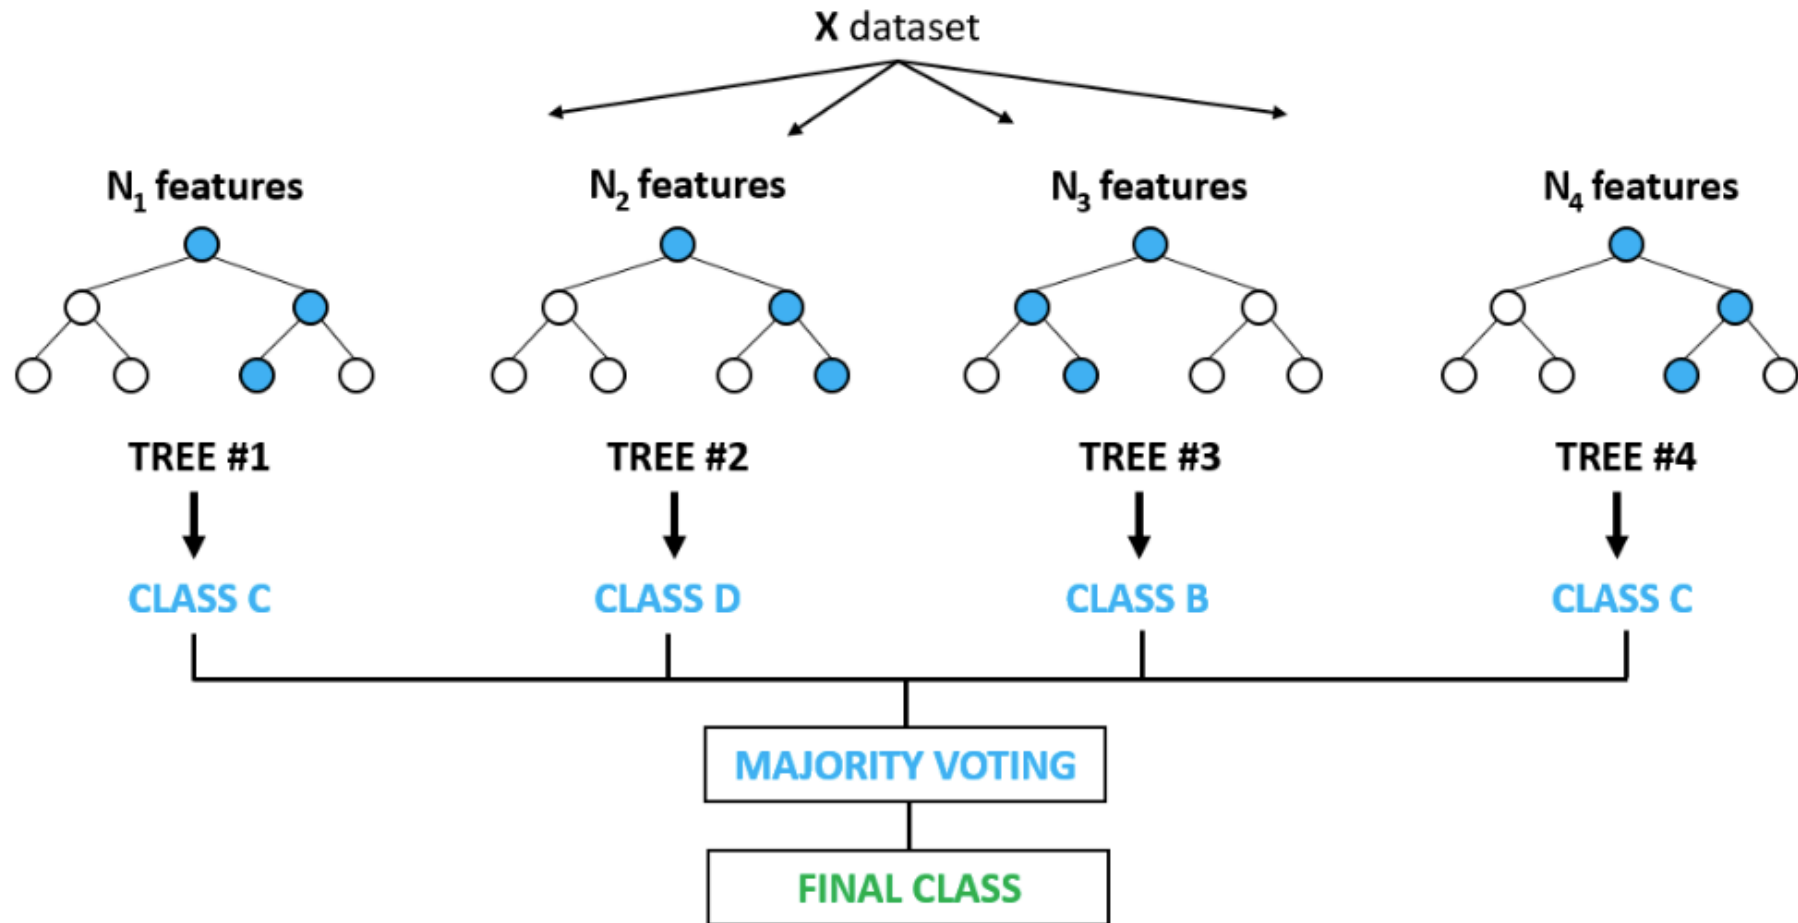 X dataset
N1 features
N2 features
N3 features
N4 features
TREE #1
TREE #2
TREE #3
TREE #4
CLASS C
CLASS D
CLASS B
CLASS C
MAJORITY VOTING
FINAL CLASS